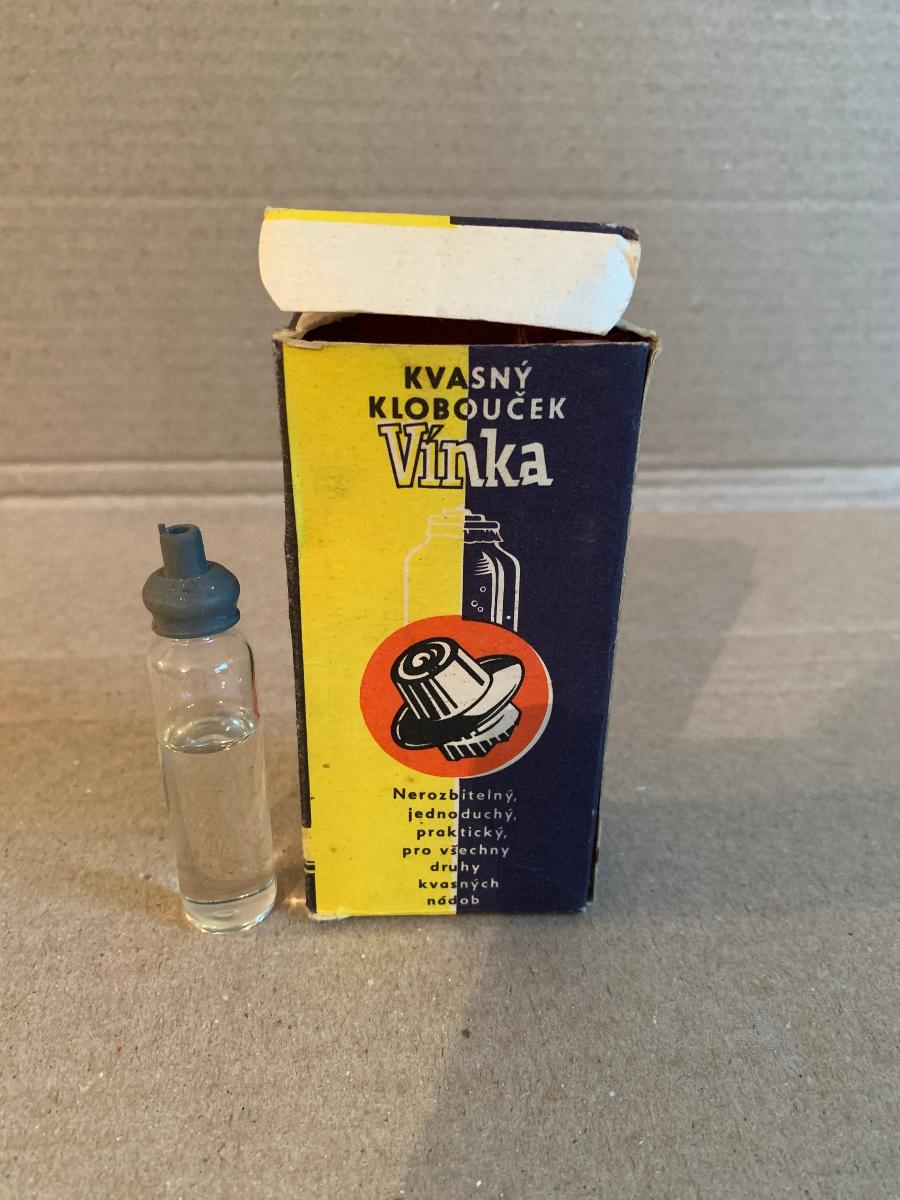 KVASNÝ
KLOBOUČEK
Vínka
Nerozbitelný,
jednoduchý,
praktický,
pro všechny
druhy
kvasných
nádob